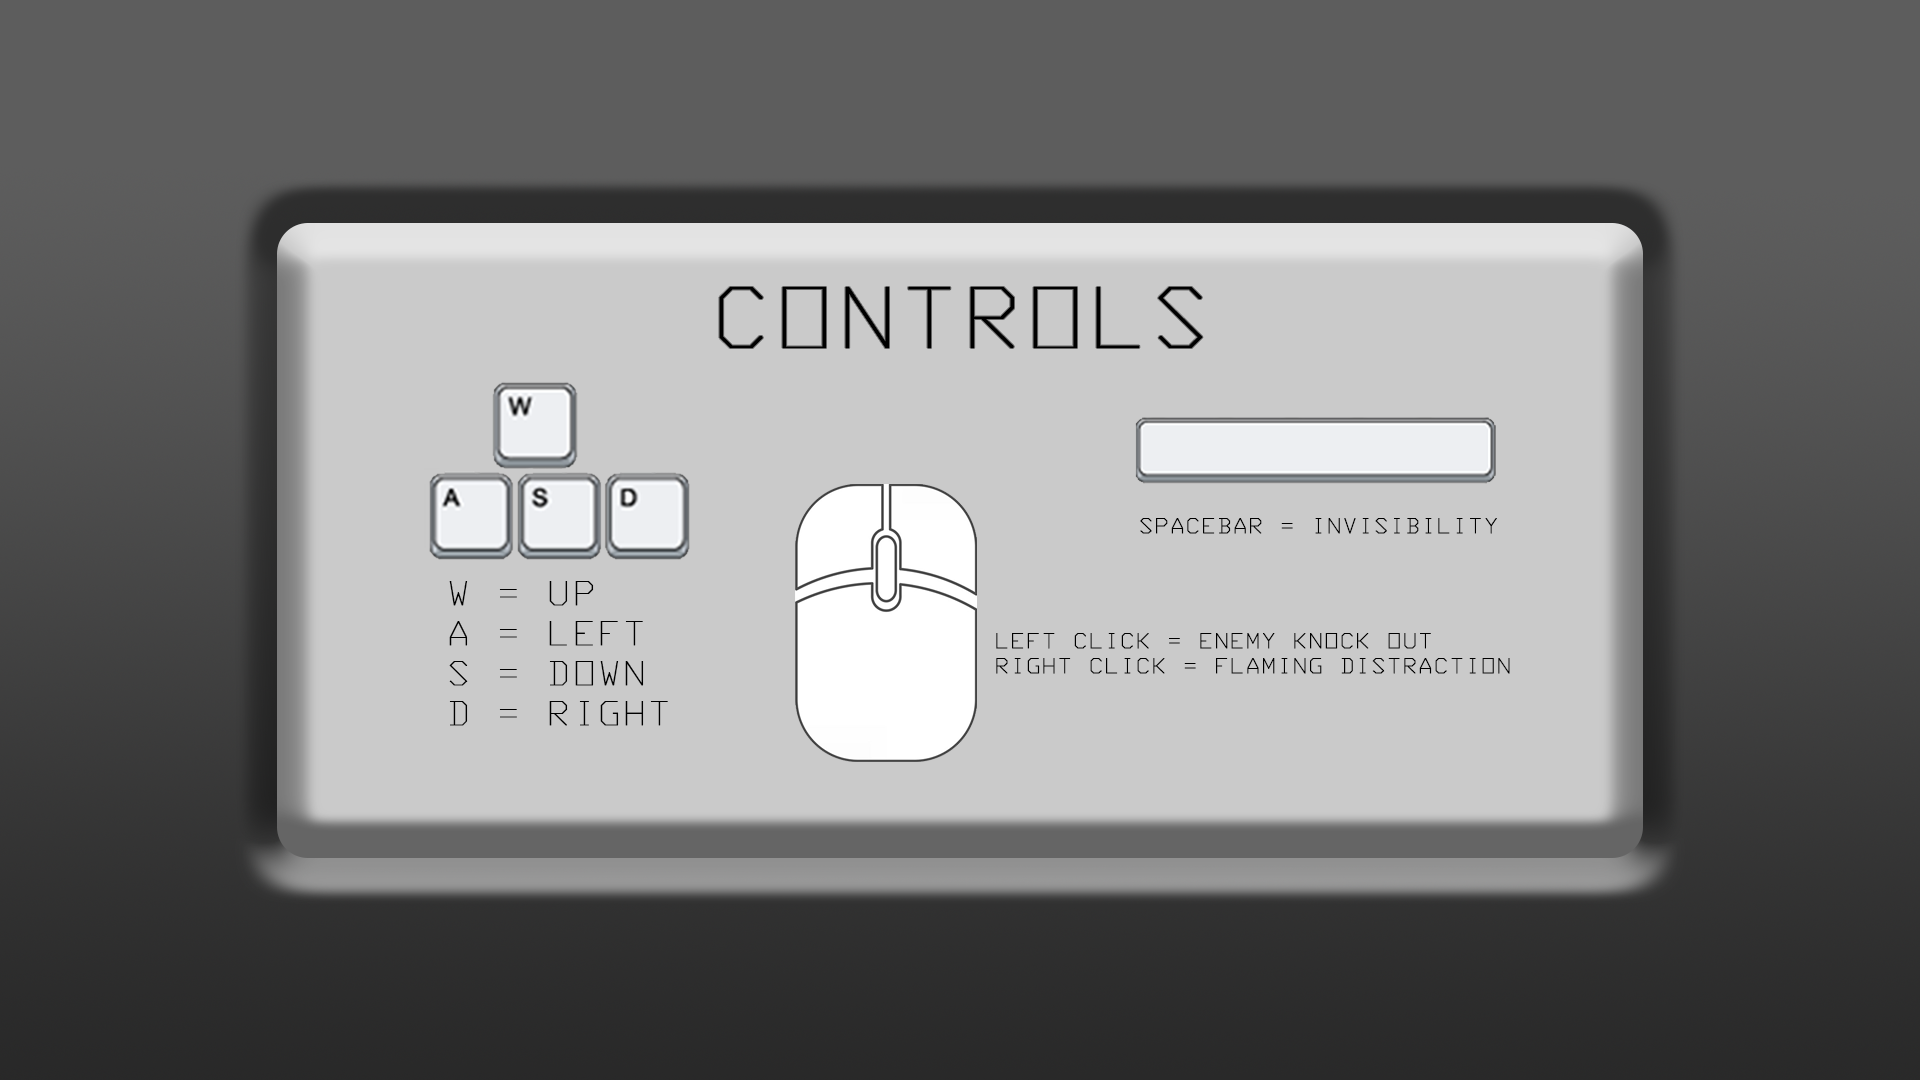 CONTROLS
W
A S D
W = UP
A = LEFT
S = DOWN
D = RIGHT
SPACEBAR = INVISIBILITY
LEFT CLICK = ENEMY KNOCK OUT
RIGHT CLICK = FLAMING DISTRACTION